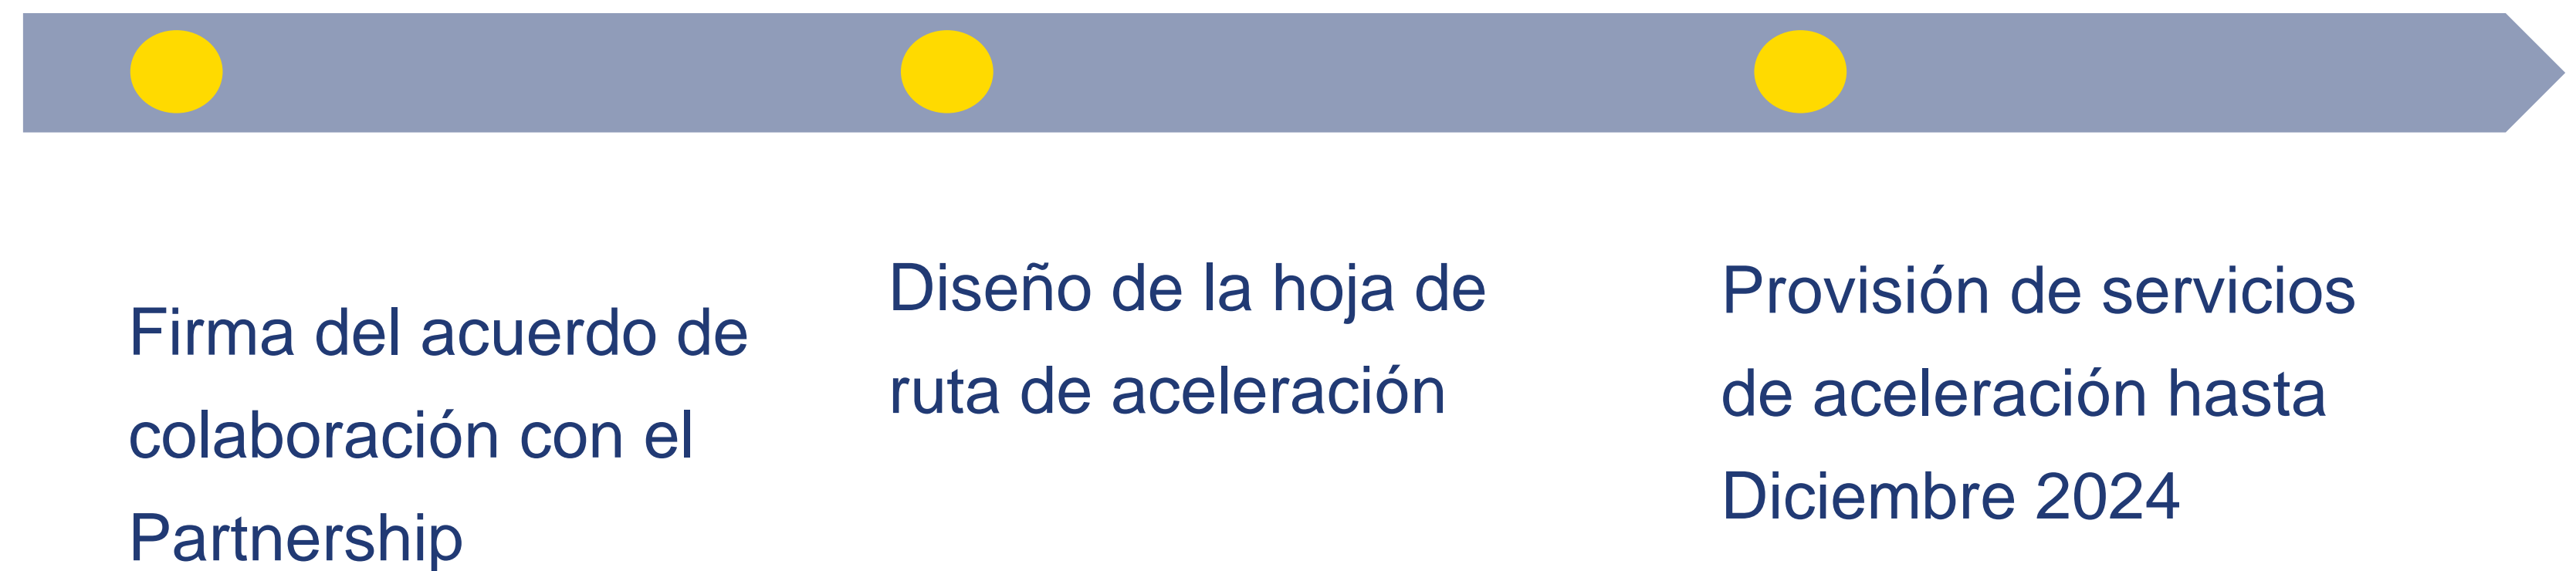 Firma del acuerdo de
colaboración con el
Partnership
Diseño de la hoja de
ruta de aceleración
Provisión de servicios
de aceleración hasta
Diciembre 2024